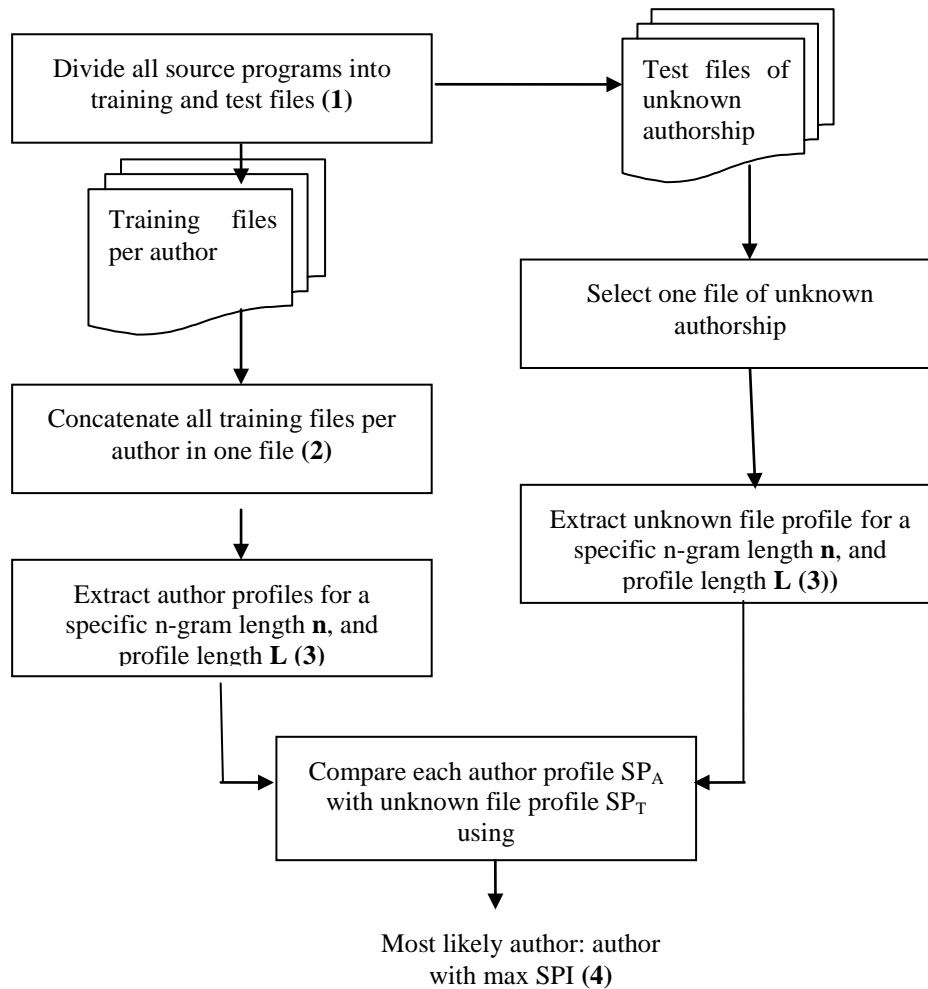 Divide all source programs into
training and test files (1)
Test files of
unknown
authorship
Training files
per author
Select one file of unknown
authorship
Concatenate all training files per
author in one file (2)
Extract unknown file profile for a
specific n-gram length n, and
profile length L (3))
Extract author profiles for a
specific n-gram length n, and
profile length L (3)
Compare each author profile SPA
with unknown file profile SPT
using
Most likely author: author
with max SPI (4)